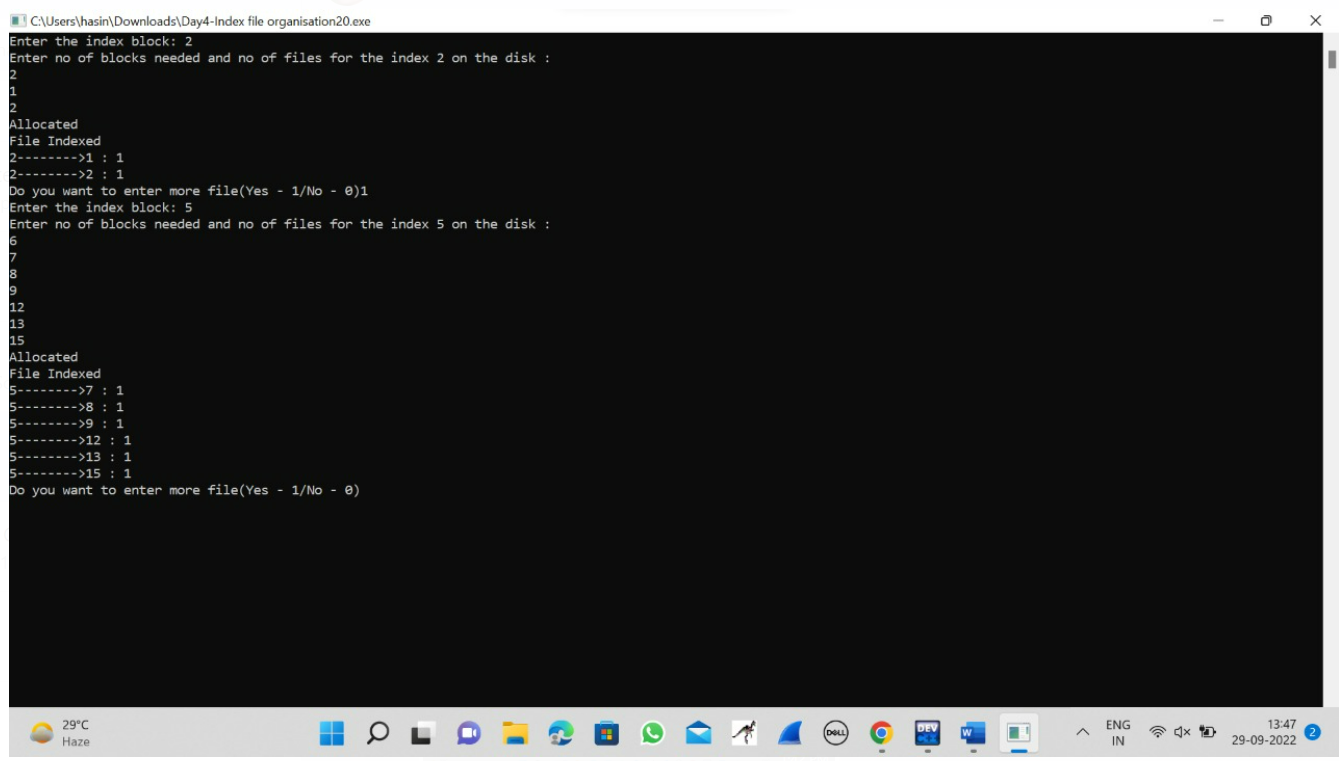 C:\Users\hasin\Downloads\Day4-Index file organisation20.exe
Enter the index block: 2
Enter no of blocks needed and no of files for the index 2 on the disk :
2
1
2
Allocated
File Indexed
2-------->1 : 1
2-------->2 : 1
Do you want to enter more file(Yes - 1/No - 0)1
Enter the index block: 5
Enter no of blocks needed and no of files for the index 5 on the disk :
6
7
8
9
12
13
15
Allocated
File Indexed
5-------->7 : 1
5-------->8 : 1
5-------->9 : 1
5-------->12 : 1
5-------->13 : 1
5-------->15 : 1
Do you want to enter more file(Yes - 1/No - 0)
29°C
Haze
DELL
DEV
W
ENG
IN
13:47
29-09-2022
2